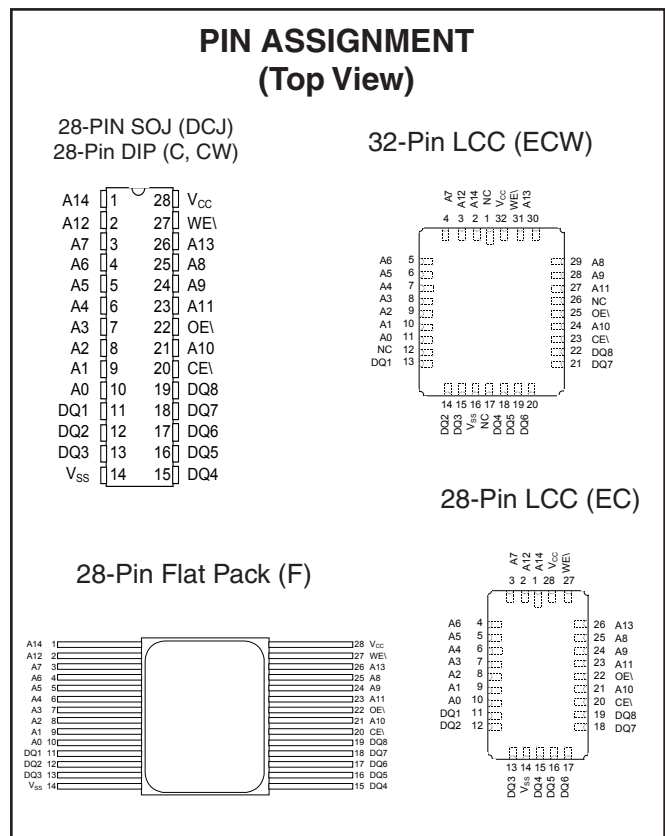 PIN ASSIGNMENT
(Top View)
28-PIN SOJ (DCJ)
28-Pin DIP (C, CW)
A14 1 28 VCC
A12 2 27 WE\
A7 3 26 A13
A6 4 25 A8
A5 5 24 A9
A4 6 23 A11
A3 7 22 OE\
A2 8 21 A10
A1 9 20 CE\
A0 10 19 DQ8
DQ1 11 18 DQ7
DQ2 12 17 DQ6
DQ3 13 16 DQ5
VSS 14 15 DQ4
32-Pin LCC (ECW)
A7 A12 A14 NC VCC WE\ A13
4 3 2 1 32 31 30
A6 5 29 A8
A5 6 28 A9
A4 7 27 A11
A3 8 26 NC
A2 9 25 OE\
A1 10 24 A10
A0 11 23 CE\
NC 12 22 DQ8
DQ1 13 21 DQ7
14 15 16 17 18 19 20
DQ2 DQ3 VSS NC DQ4 DQ5 DQ6
28-Pin Flat Pack (F)
A14 1 28 VCC
A12 2 27 WE\
A7 3 26 A13
A6 4 25 A8
A5 5 24 A9
A4 6 23 A11
A3 7 22 OE\
A2 8 21 A10
A1 9 20 CE\
A0 10 19 DQ8
DQ1 11 18 DQ7
DQ2 12 17 DQ6
DQ3 13 16 DQ5
VSS 14 15 DQ4
28-Pin LCC (EC)
A7 A12 A14 VCC WE\
3 2 1 28 27
A6 4 26 A13
A5 5 25 A8
A4 6 24 A9
A3 7 23 A11
A2 8 22 OE\
A1 9 21 A10
A0 10 20 CE\
DQ1 11 19 DQ8
DQ2 12 18 DQ7
13 14 15 16 17
DQ3 VSS DQ4 DQ5 DQ6